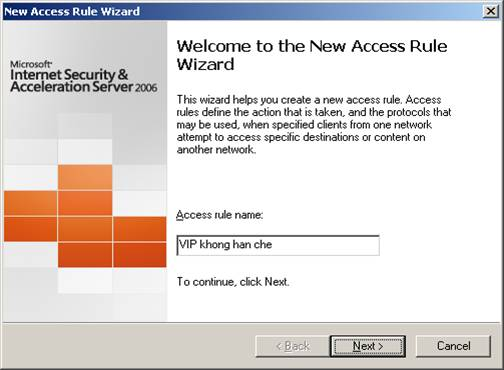 New Access Rule Wizard
Microsoft
Internet Security &
Acceleration Server 2006
Welcome to the New Access Rule
Wizard
This wizard helps you create a new access rule. Access
rules define the action that is taken, and the protocols that
may be used, when specified clients from one network
attempt to access specific destinations or content on
another network.
Access rule name:
VIP khong han che
To continue, click Next.
< Back
Next >
Cancel